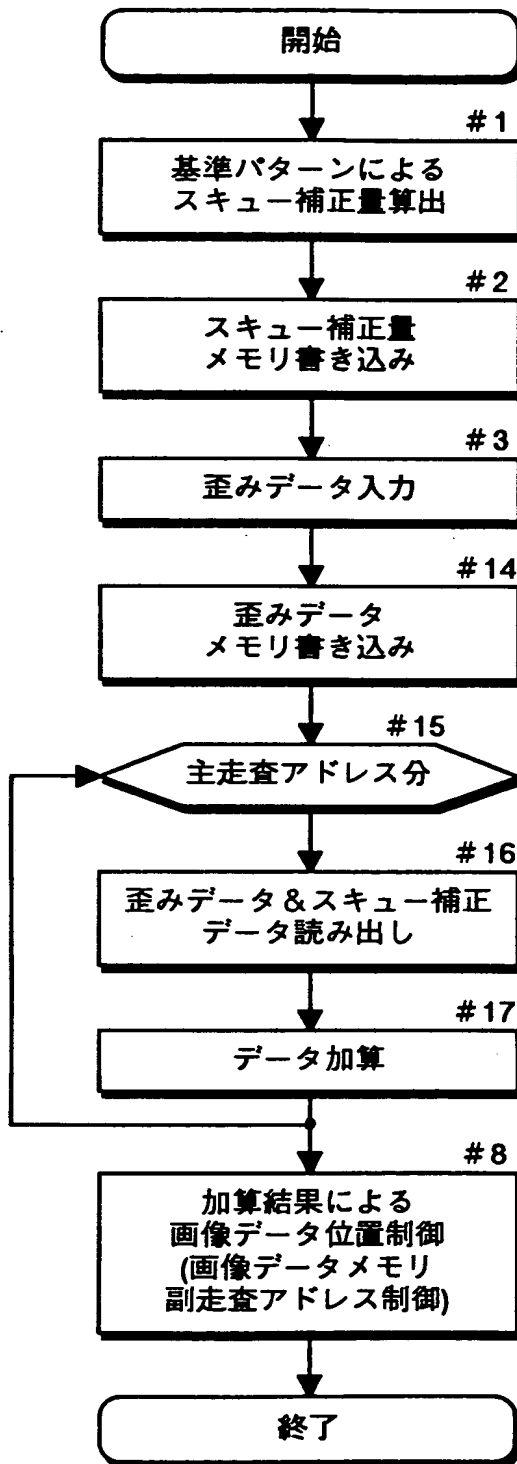 開始
#1
基準パターンによる
スキュー補正量算出
#2
スキュー補正量
メモリ書き込み
#3
歪みデータ入力
#14
歪みデータ
メモリ書き込み
#15
主走査アドレス分
#16
歪みデータ&スキュー補正
データ読み出し
#17
データ加算
#8
加算結果による
画像データ位置制御
(画像データメモリ
副走査アドレス制御)
終了